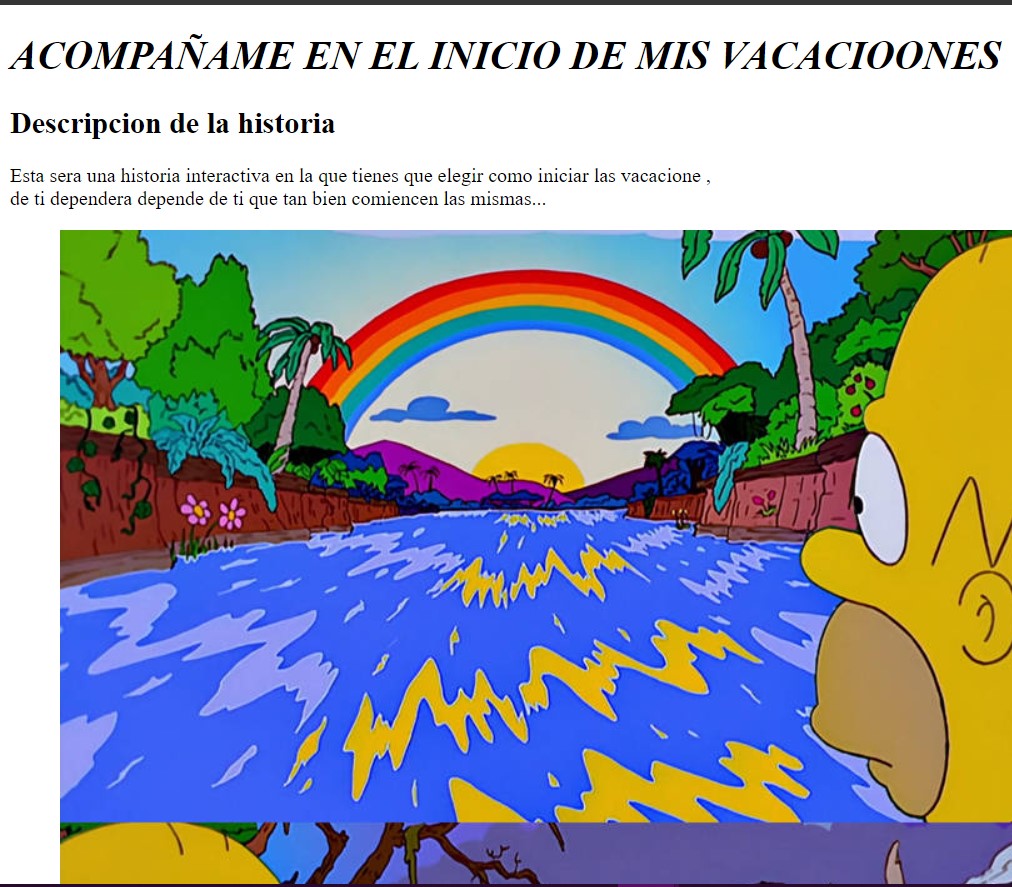 ACOMPAÑAME EN EL INICIO DE MIS VACACIOONES
Descripcion de la historia
Esta sera una historia interactiva en la que tienes que elegir como iniciar las vacacione ,
de ti dependera depende de ti que tan bien comiencen las mismas...